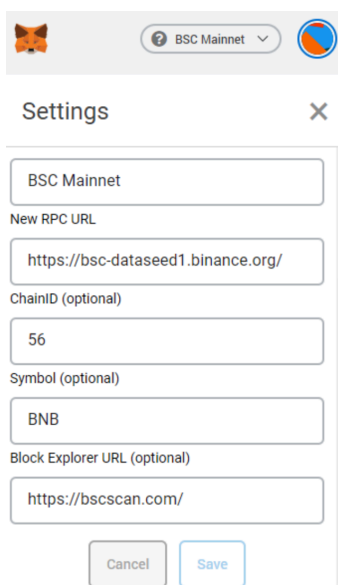 BSC Mainnet
Settings
BSC Mainnet
New RPC URL
https://bsc-dataseed1.binance.org/
ChainID (optional)
56
Symbol (optional)
BNB
Block Explorer URL (optional)
https://bscscan.com/
Cancel
Save